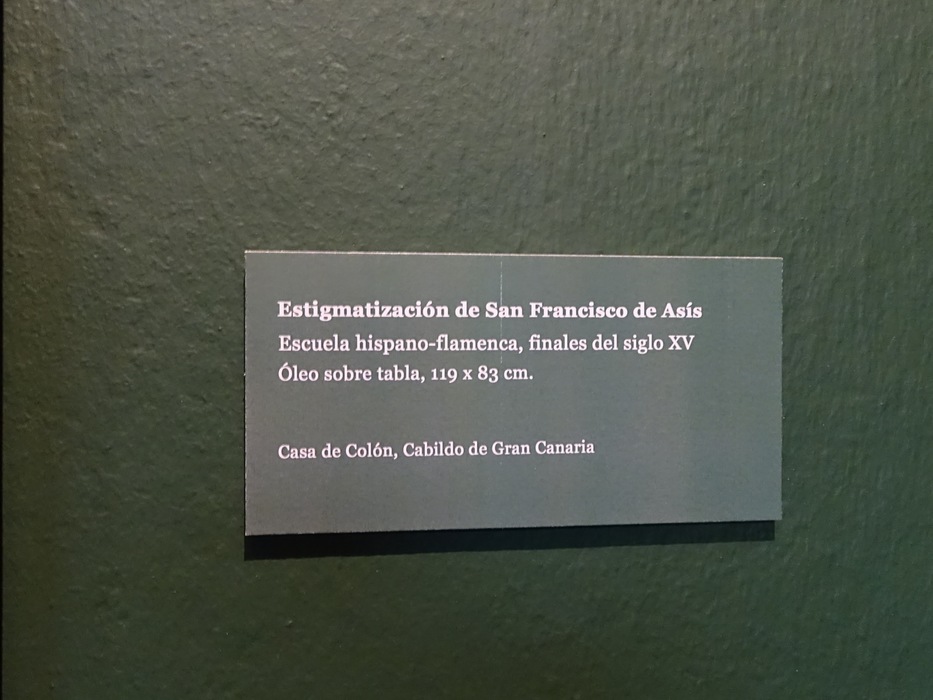 Estigmatización de San Francisco de Asís
Escuela hispano-flamenca, finales del siglo XV
Óleo sobre tabla, 119 x 83 cm.
Casa de Colón, Cabildo de Gran Canaria